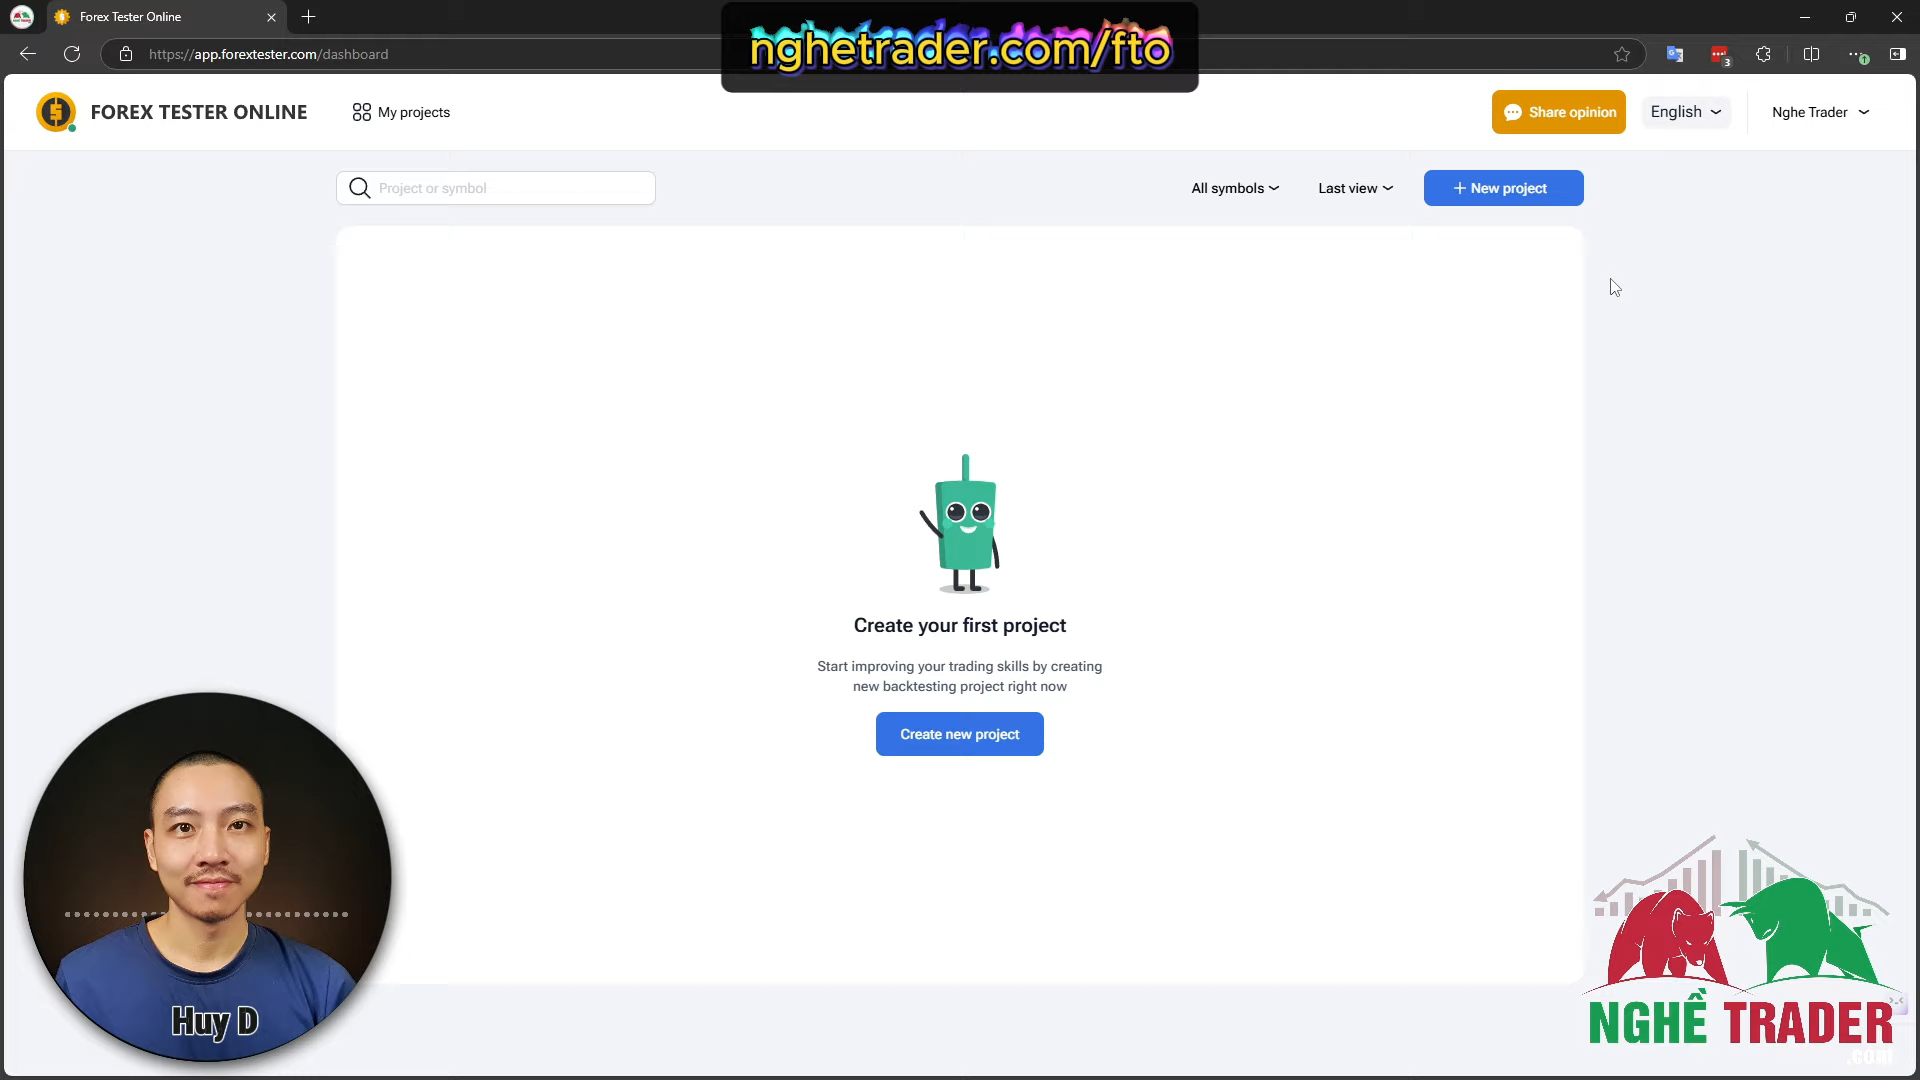 Forex Tester Online
nghetrader.com/fto
https://app.forextester.com/dashboard
3
1
FOREX TESTER ONLINE
My projects
Share opinion
English
Nghe Trader
Project or symbol
All symbols
Last view
+ New project
Create your first project
Start improving your trading skills by creating
new backtesting project right now
Create new project
Huy D
NGHỀ TRADER
.COM